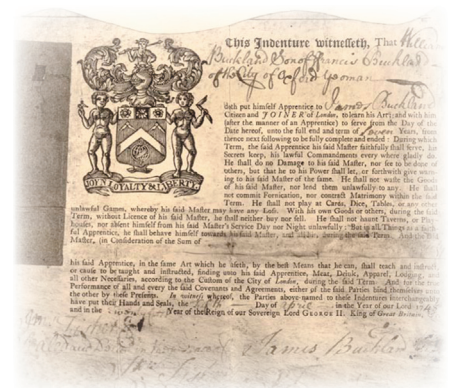 This Indenture witnesseth, That William
Buckland Son of Francis Buckland
of the City of Oxford Yeoman
doth put himself Apprentice to James Buckland
Citizen and JOINER of London, to learn his Art; and with him
(after the manner of an Apprentice) to serve from the Day of the
Date hereof, unto the full end and term of Seven Years, from
thence next following to be fully complete and ended: During which
Term, the said Apprentice his said Master faithfully shall serve, his
Secrets keep, his lawful Commandments every where gladly do.
He shall do no Damage to his said Master, nor see to be done of
others, but that he to his Power shall let, or forthwith give
ing to his said Master of the same. He shall not waste the Goods
of his said Master, nor lend them unlawfully to any. He shall
not commit Fornication, nor contract Matrimony within the said
Term. He shall not play at Cards, Dice, Tables, or any other
JOIN LOYALTY & LIBERTY
unlawful Games, whereby his said Master may have any Loss. With his own Goods or others, during the said
Term, without Licence of his said Master, he shall neither buy nor sell. He shall not haunt Taverns, or Play-
houses, nor absent himself from his said Master's Service Day nor Night unlawfully: But in all Things as a faith-
ful Apprentice, he shall behave himself towards his said Master, and all his, during the said Term. And the
Master, (in Consideration of the Sum of
his said Apprentice, in the same Art which he useth, by the best Means that he can, shall teach and instruct
or cause to be taught and instructed, finding unto his said Apprentice, Meat, Drink, Apparel, Lodging, and
all other Necessaries, according to the Custom of the City of London, during the said Term. And for the
Performance of all and every the said Covenants and Agreements, either of the said Parties bind themselves unto
the other by these Presents. In witness whereof, the Parties above-named to these Indentures interchangeably
have put their Hands and Seals, the Day of in the Year of our Lord
and in the Year of the Reign of our Sovereign Lord GEORGE II. King of Great Britain,
James Buckland